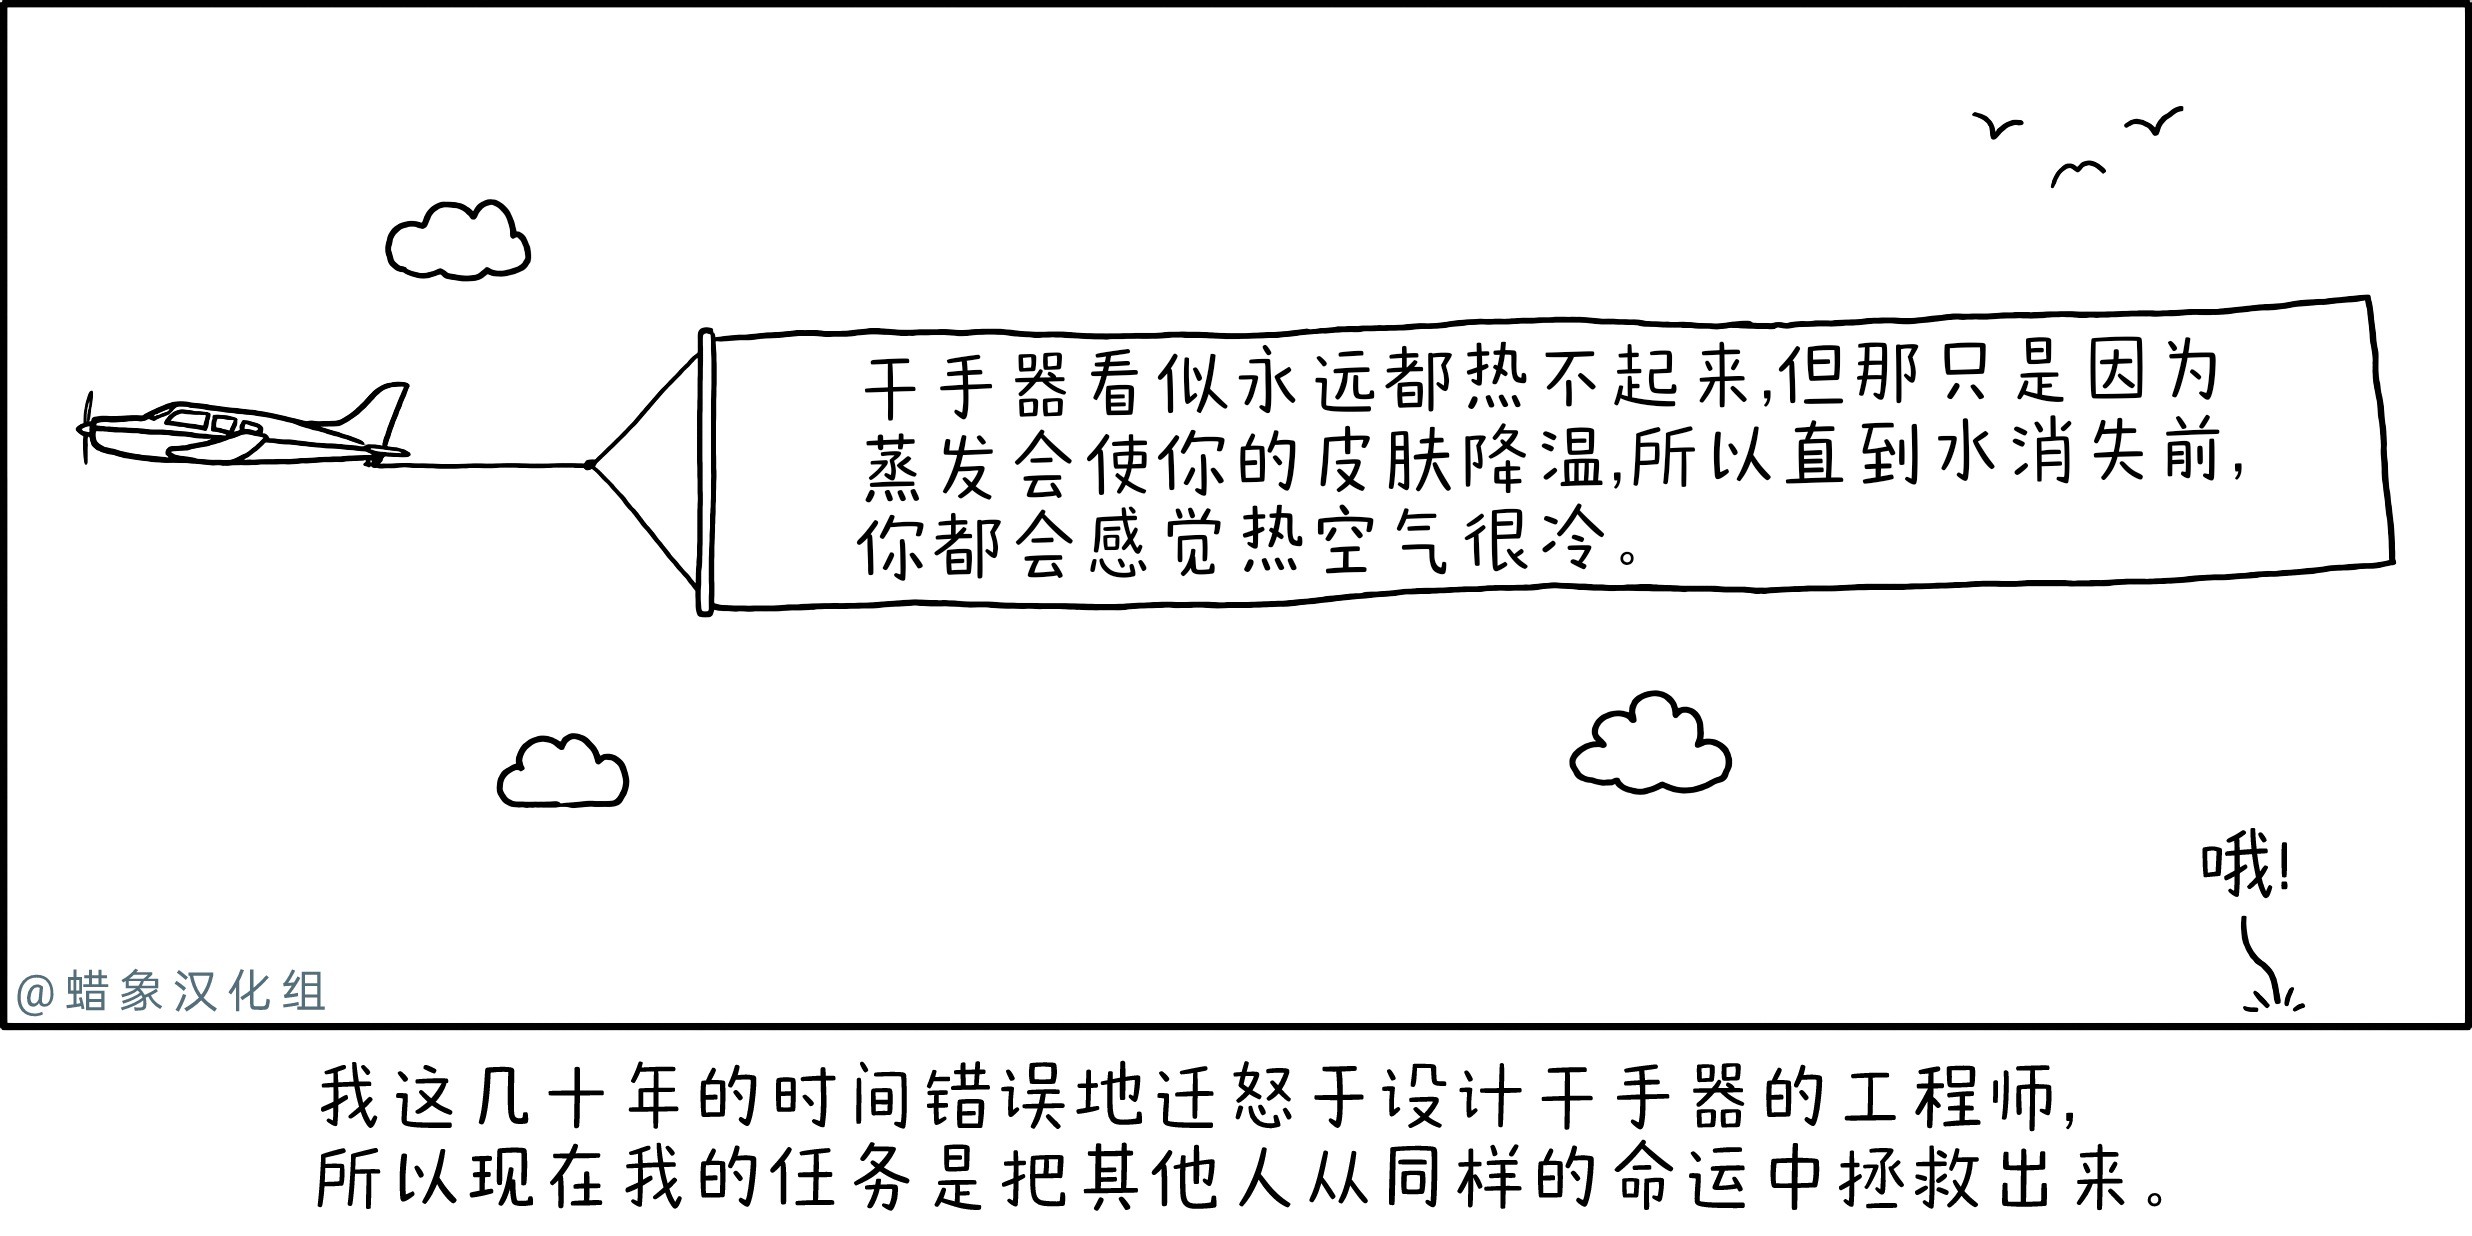 干手器看似永远都热不起来,但那只是因为
蒸发会使你的皮肤降温,所以直到水消失前,
你都会感觉热空气很冷。
哦!
@蜡象汉化组
我这几十年的时间错误地迁怒于设计干手器的工程师,
所以现在我的任务是把其他人从同样的命运中拯救出来。